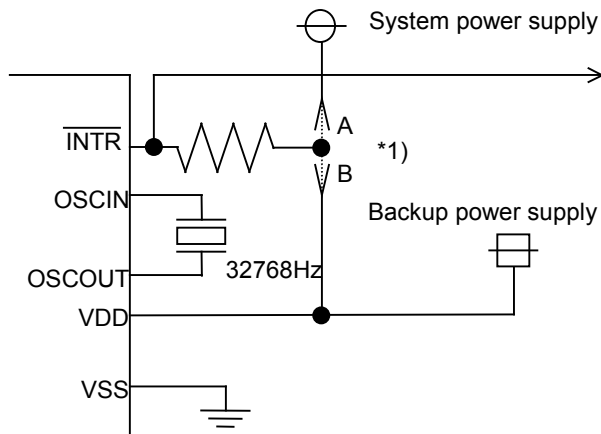 System power supply
A
INTR
*1)
B
OSCIN
Backup power supply
32768Hz
OSCOUT
VDD
VSS